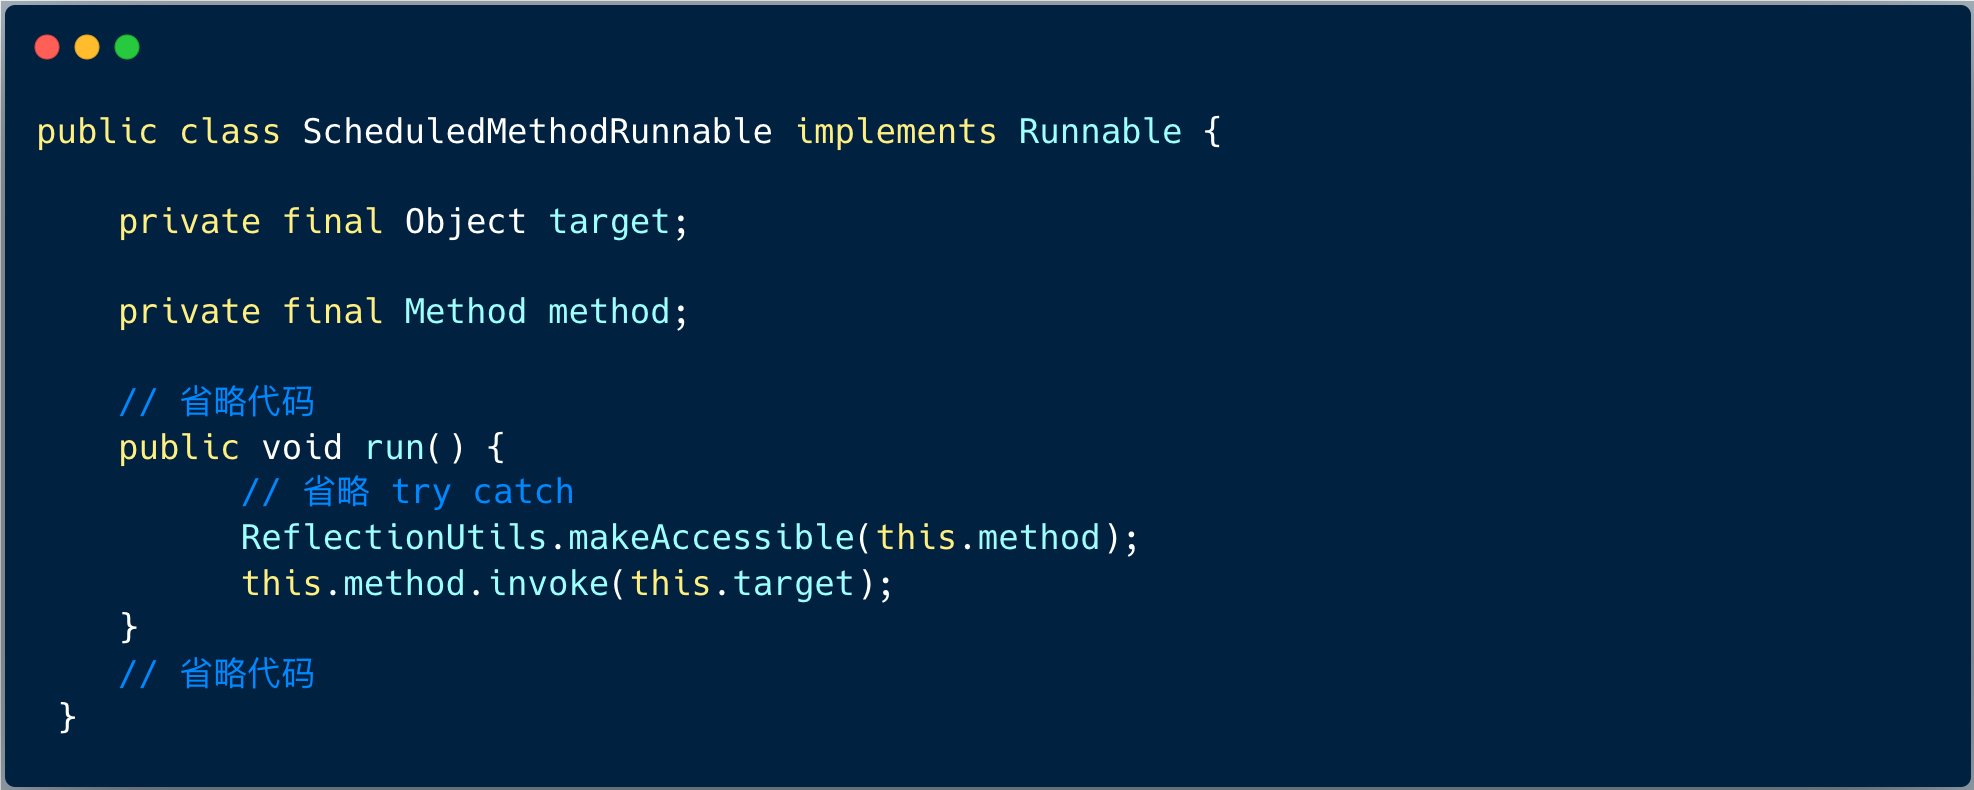 public class ScheduledMethodRunnable implements Runnable {
private final Object target;
private final Method method;
// 省略代码
public void run() {
// 省略 try catch
ReflectionUtils.makeAccessible(this.method);
this.method.invoke(this.target);
}
// 省略代码
}